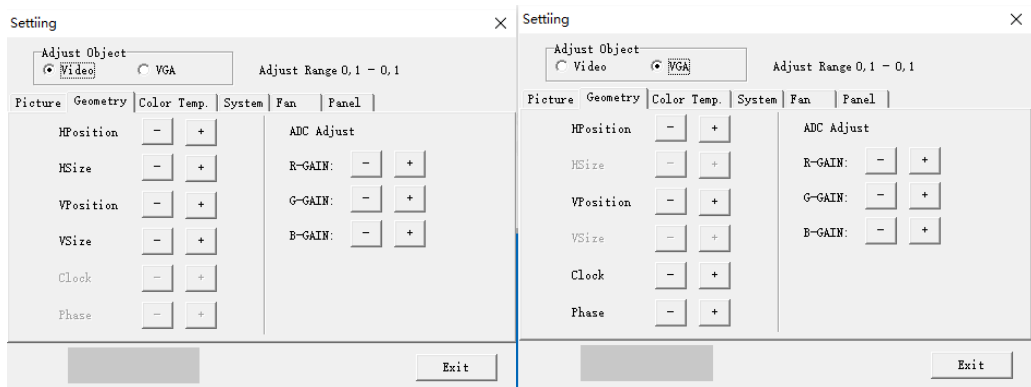 Settiing
Adjust Object
Video VGA
Adjust Range 0,1 - 0,1
Picture Geometry Color Temp. System Fan Panel
HPosition - + ADC Adjust
HSize - + R-GAIN: - +
VPosition - + G-GAIN: - +
VSize - + B-GAIN: - +
Clock - +
Phase - +
Exit
Settiing
Adjust Object
Video VGA
Adjust Range 0,1 - 0,1
Picture Geometry Color Temp. System Fan Panel
HPosition - + ADC Adjust
HSize - + R-GAIN: - +
VPosition - + G-GAIN: - +
VSize - + B-GAIN: - +
Clock - +
Phase - +
Exit